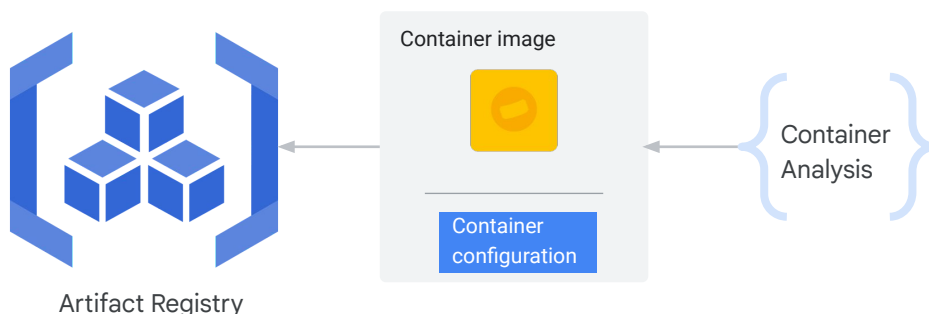 Container image
Container
configuration
Container
Analysis
Artifact Registry